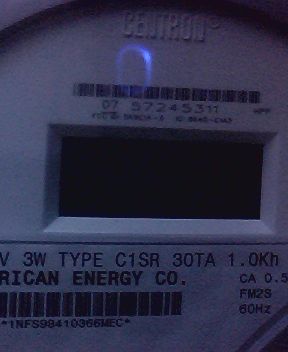 CENTRON®
07 57245311
V 3W TYPE C1SR 30TA 1.0Kh
RICAN ENERGY CO.
CA 0.5
FM2S
60Hz
*1NFS98410366MEC*